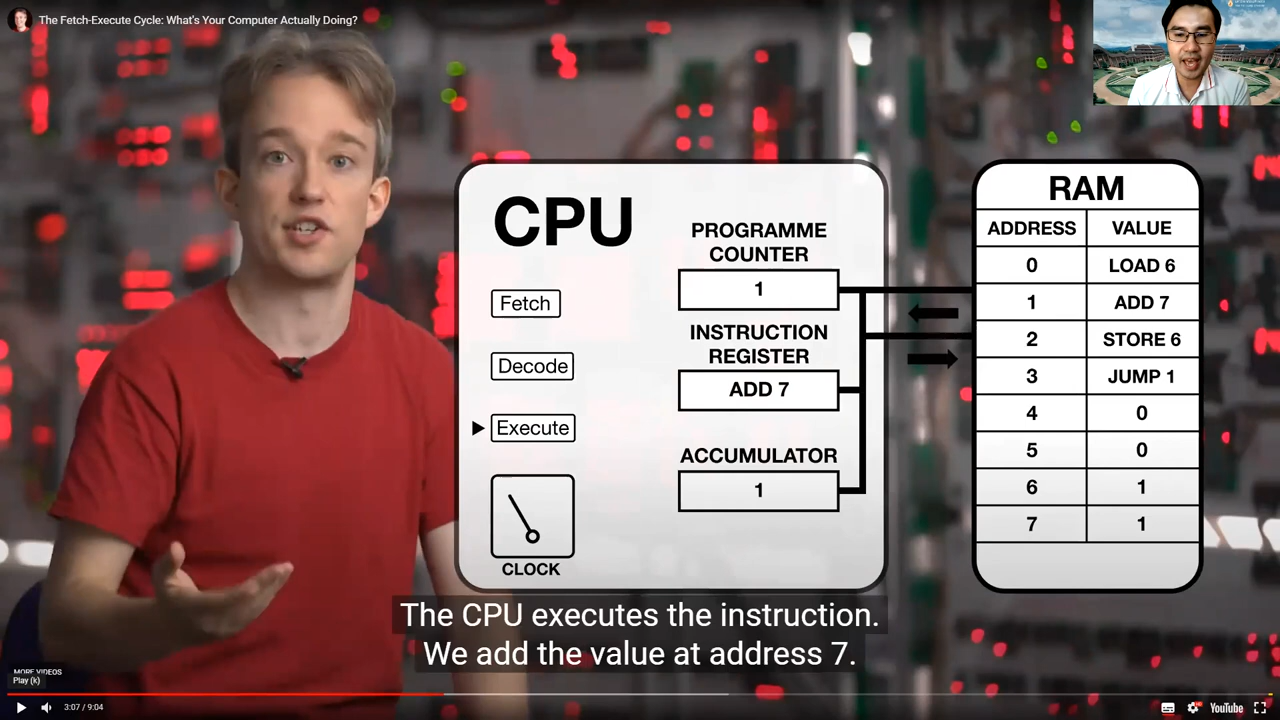 The Fetch-Execute Cycle: What's Your Computer Actually Doing?
CPU
Fetch
Decode
Execute
CLOCK
PROGRAMME
COUNTER
1
INSTRUCTION
REGISTER
ADD 7
ACCUMULATOR
1
RAM
ADDRESS VALUE
0 LOAD 6
1 ADD 7
2 STORE 6
3 JUMP 1
4 0
5 0
6 1
7 1
The CPU executes the instruction.
We add the value at address 7.
MORE VIDEOS
Play (k)
3:07 / 9:04
YouTube